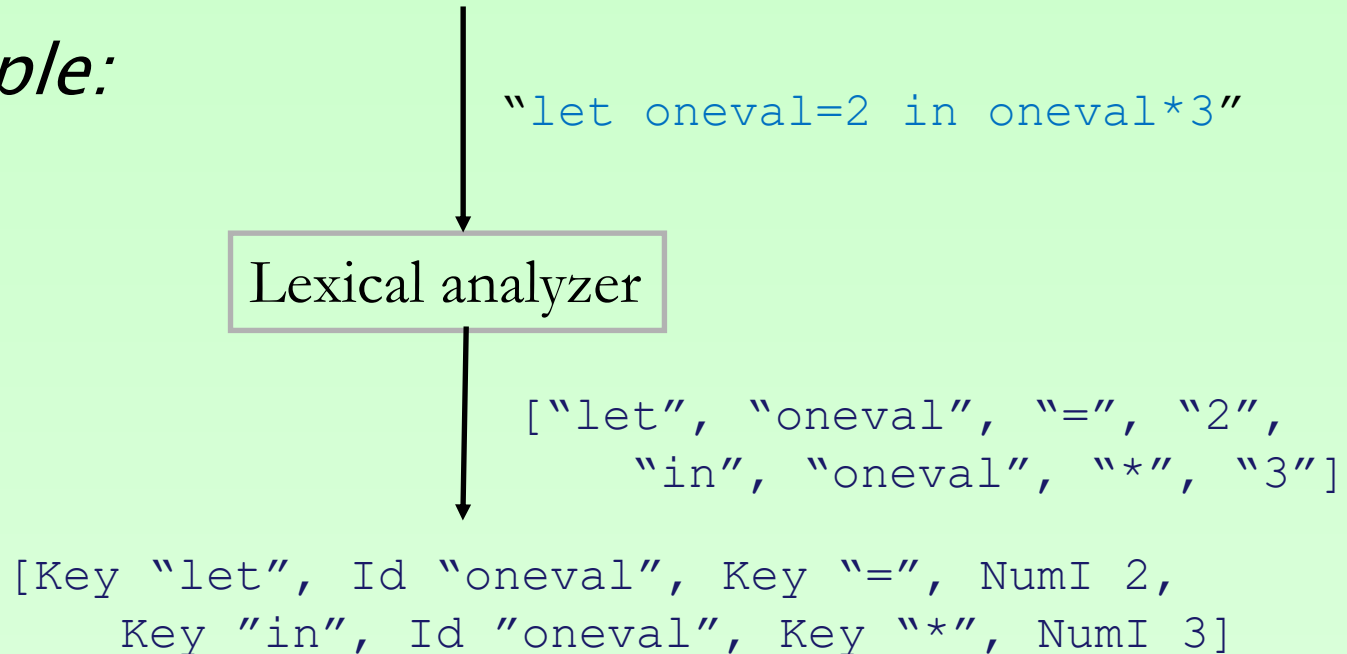 ple:
“let oneval=2 in oneval*3”
Lexical analyzer
[“let”, “oneval”, “=”, “2”,
“in”, “oneval”, “*”, “3”]
[Key “let”, Id “oneval”, Key “=”, NumI 2,
Key ”in”, Id ”oneval”, Key “*”, NumI 3]